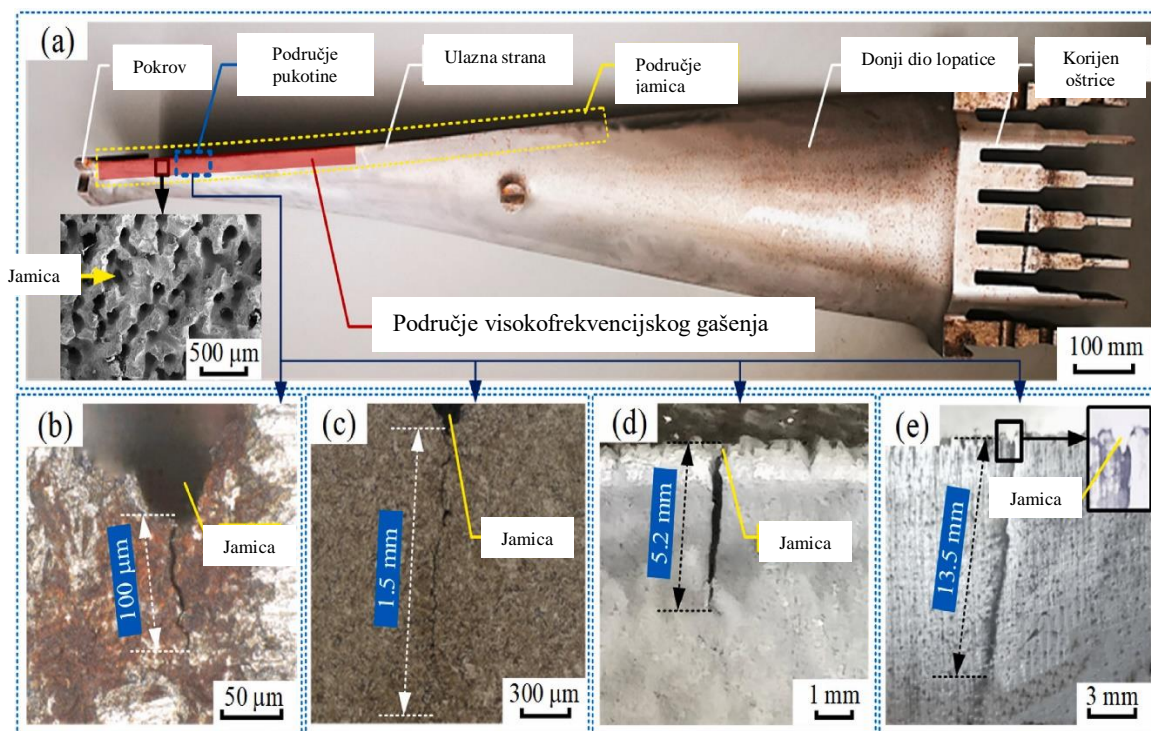 (a)
Pokrov
Područje
pukotine
Ulazna strana
Područje
jamica
Donji dio lopatice
Korijen
oštrice
Jamica
500 μm
Područje visokofrekvencijskog gašenja
100 mm
(b)
100 μm
Jamica
50 μm
(c)
1.5 mm
Jamica
300 μm
(d)
5.2 mm
Jamica
1 mm
(e)
13.5 mm
Jamica
3 mm